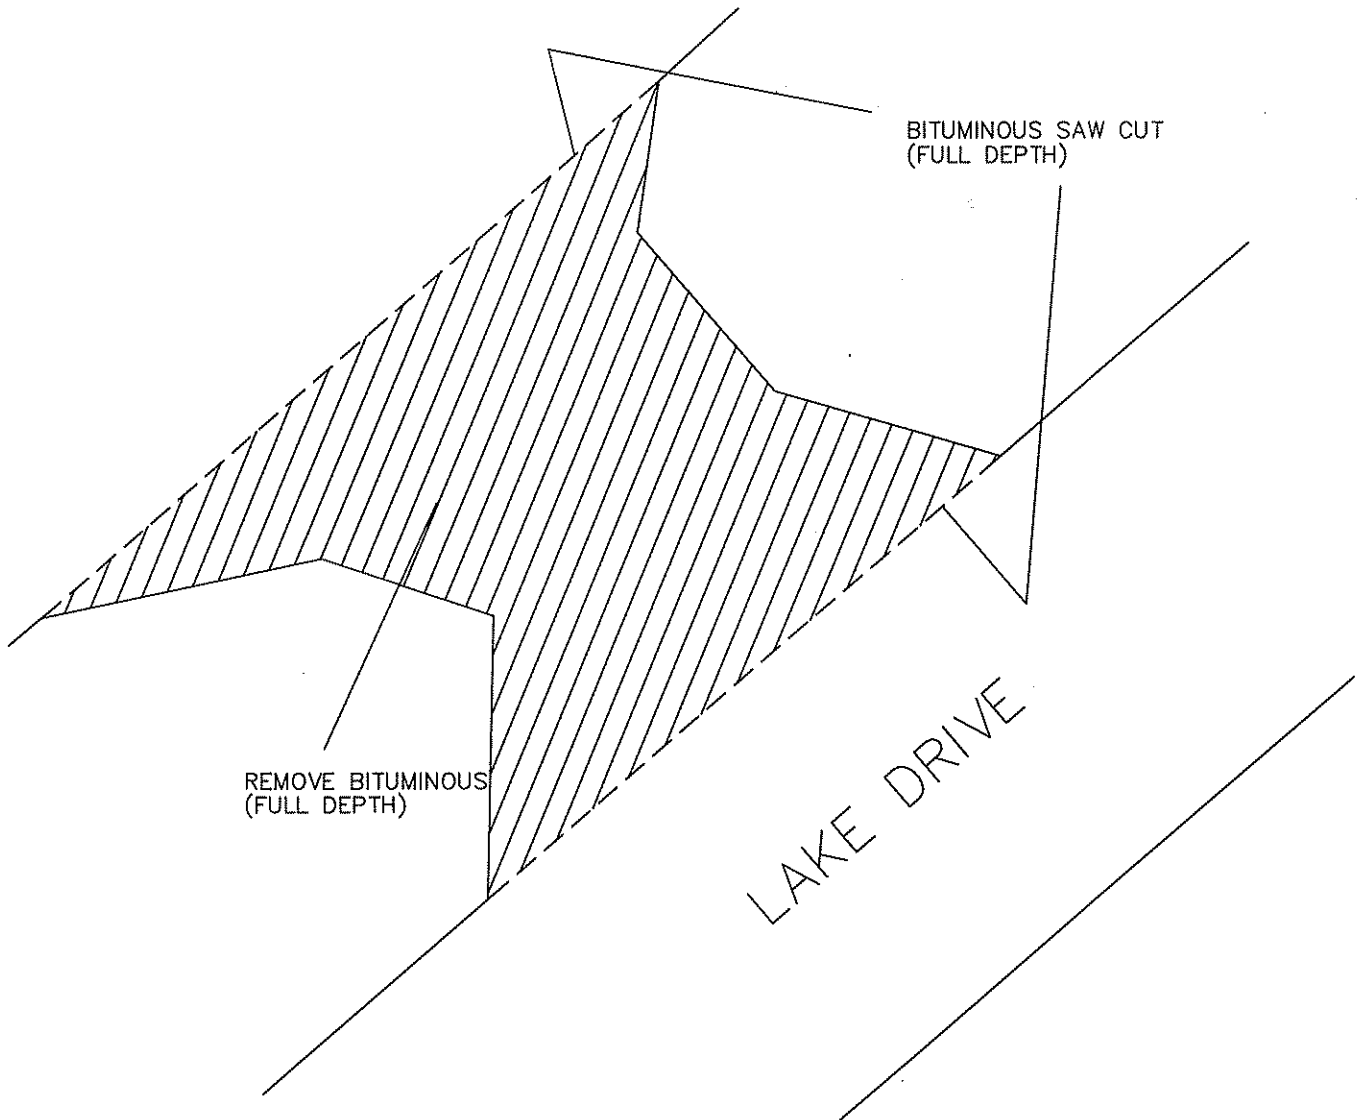 BITUMINOUS SAW CUT
(FULL DEPTH)
REMOVE BITUMINOUS
(FULL DEPTH)
LAKE DRIVE